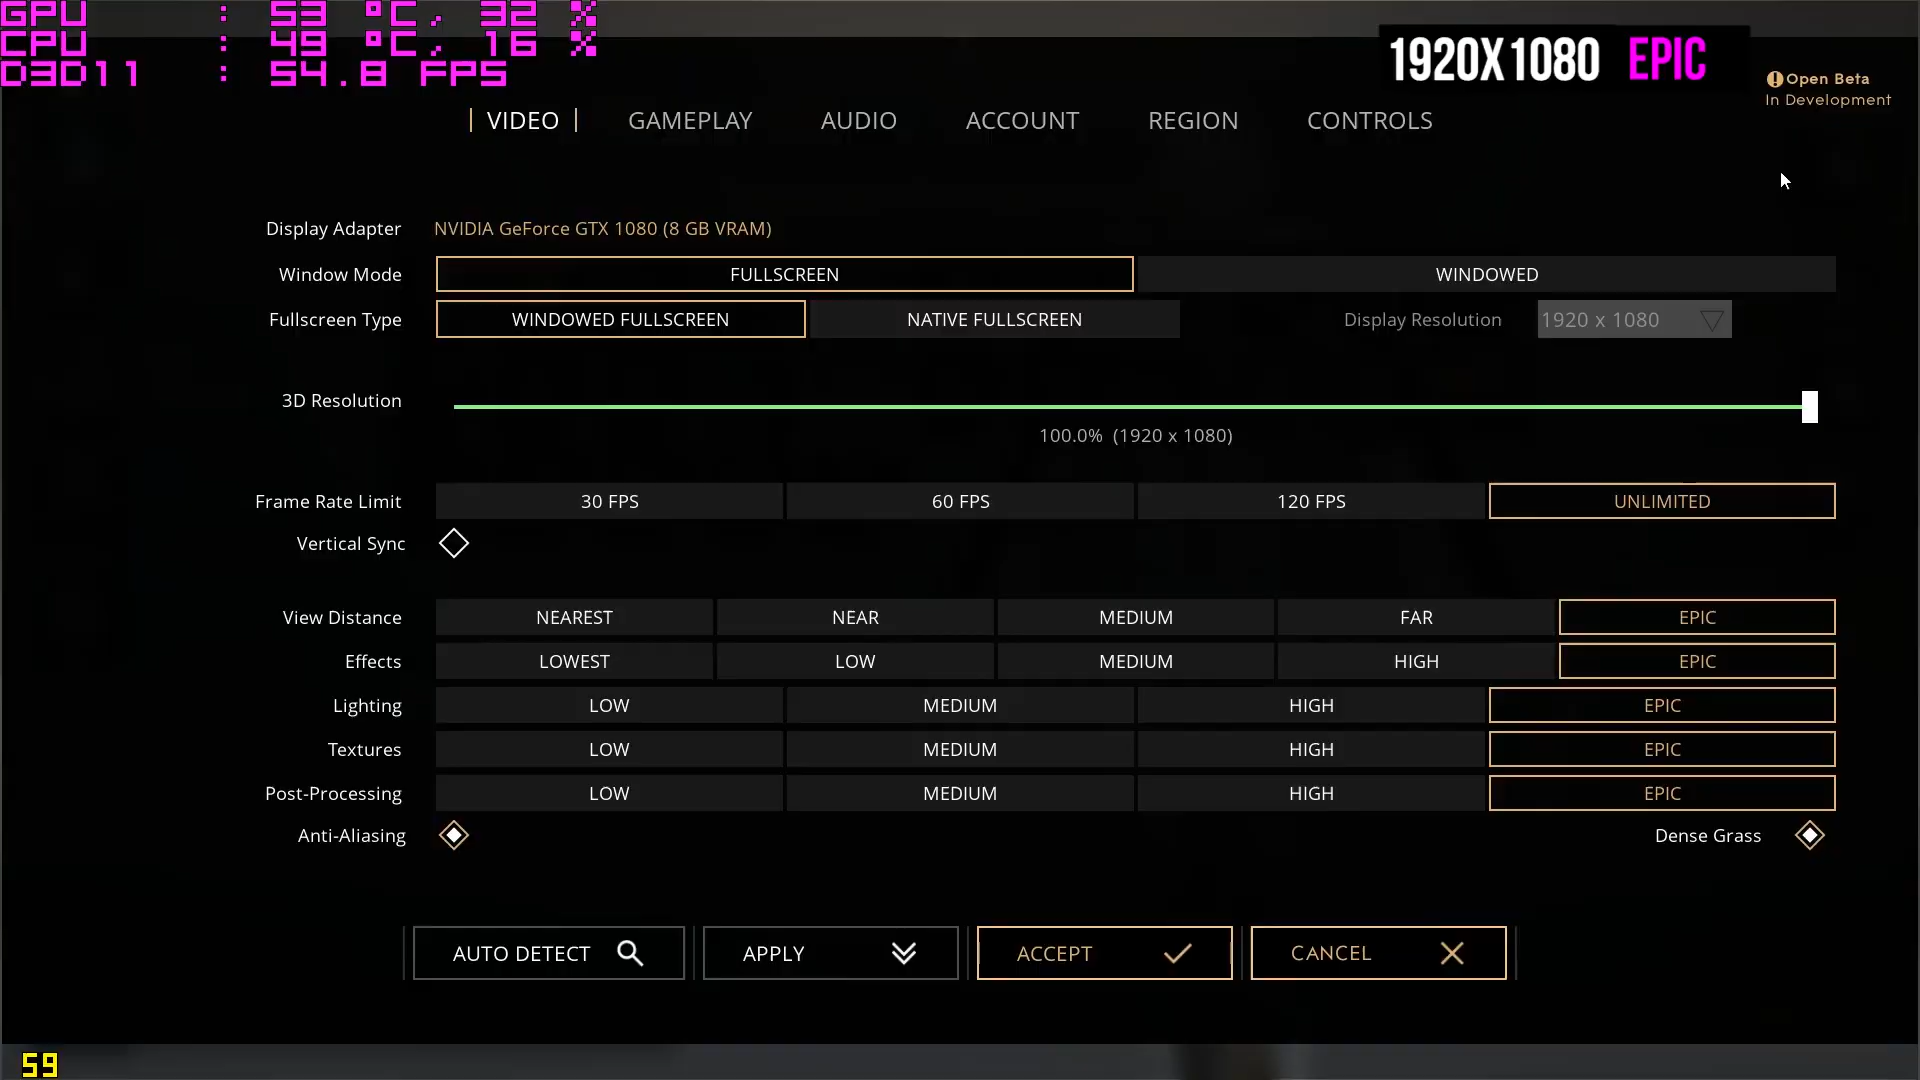 GPU : 53 °C, 32 %
CPU : 49 °C, 16 %
D3D11 : 54.8 FPS
1920X1080 EPIC
Open Beta
In Development
VIDEO GAMEPLAY AUDIO ACCOUNT REGION CONTROLS
Display Adapter NVIDIA GeForce GTX 1080 (8 GB VRAM)
Window Mode FULLSCREEN WINDOWED
Fullscreen Type WINDOWED FULLSCREEN NATIVE FULLSCREEN Display Resolution 1920 x 1080
3D Resolution
100.0% (1920 x 1080)
Frame Rate Limit 30 FPS 60 FPS 120 FPS UNLIMITED
Vertical Sync
View Distance NEAREST NEAR MEDIUM FAR EPIC
Effects LOWEST LOW MEDIUM HIGH EPIC
Lighting LOW MEDIUM HIGH EPIC
Textures LOW MEDIUM HIGH EPIC
Post-Processing LOW MEDIUM HIGH EPIC
Anti-Aliasing Dense Grass
AUTO DETECT APPLY ACCEPT CANCEL
59